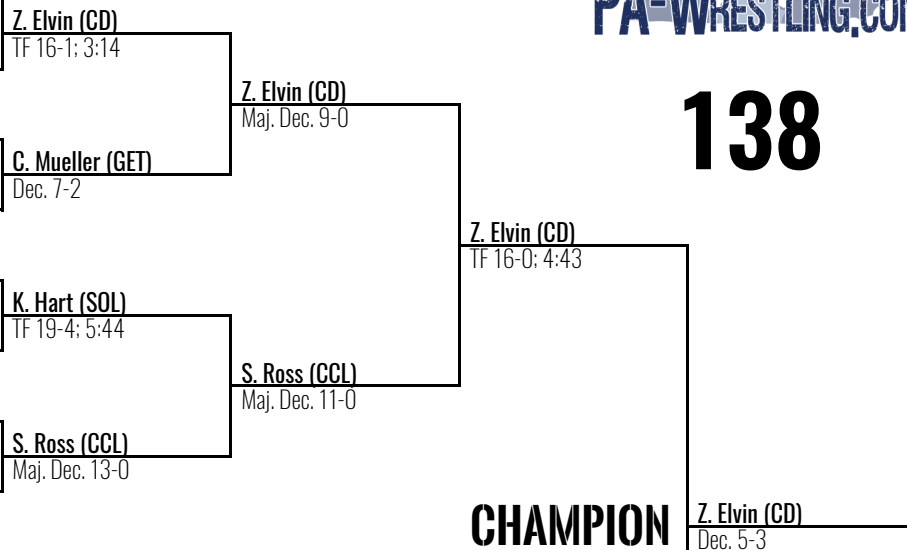 PA-WRESTLING.COM
138
Z. Elvin (CD)
TF 16-1; 3:14
Z. Elvin (CD)
Maj. Dec. 9-0
C. Mueller (GET)
Dec. 7-2
Z. Elvin (CD)
TF 16-0; 4:43
K. Hart (SOL)
TF 19-4; 5:44
S. Ross (CCL)
Maj. Dec. 11-0
S. Ross (CCL)
Maj. Dec. 13-0
CHAMPION
Z. Elvin (CD)
Dec. 5-3